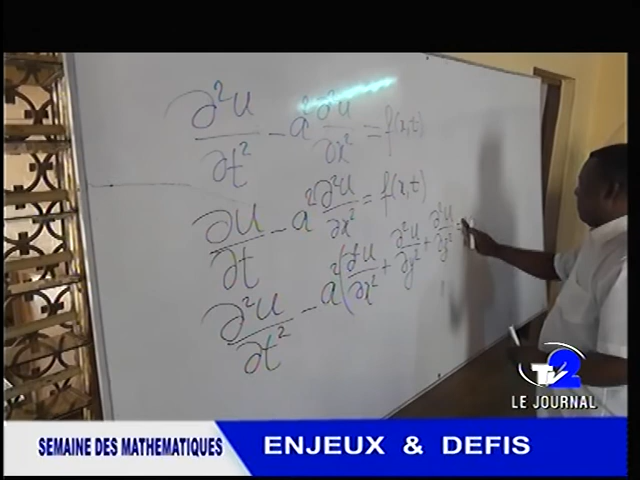 ∂²u/∂t² - a² ∂²u/∂x² = f(x,t)
∂u/∂t - a² ∂²u/∂x² = f(x,t)
∂²u/∂t² - a²(∂²u/∂x² + ∂²u/∂y² + ∂²u/∂y² =
TV2
LE JOURNAL
SEMAINE DES MATHEMATIQUES
ENJEUX & DEFIS